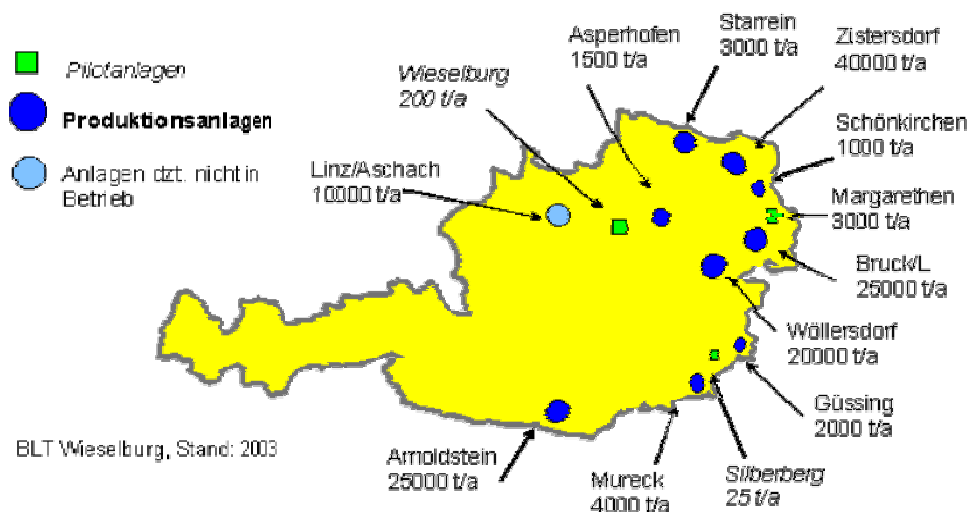 Pilotanlagen
Produktionsanlagen
Anlagen dzt. nicht in
Betrieb
Linz/Aschach
10000 t/a
Wieselburg
200 t/a
Asperhofen
1500 t/a
Starrein
3000 t/a
Zistersdorf
40000 t/a
Schönkirchen
1000 t/a
Margarethen
3000 t/a
Bruck/L
25000 t/a
Wöllersdorf
20000 t/a
Güssing
2000 t/a
Silberberg
25 t/a
Mureck
4000 t/a
Arnoldstein
25000 t/a
BLT Wieselburg, Stand: 2003